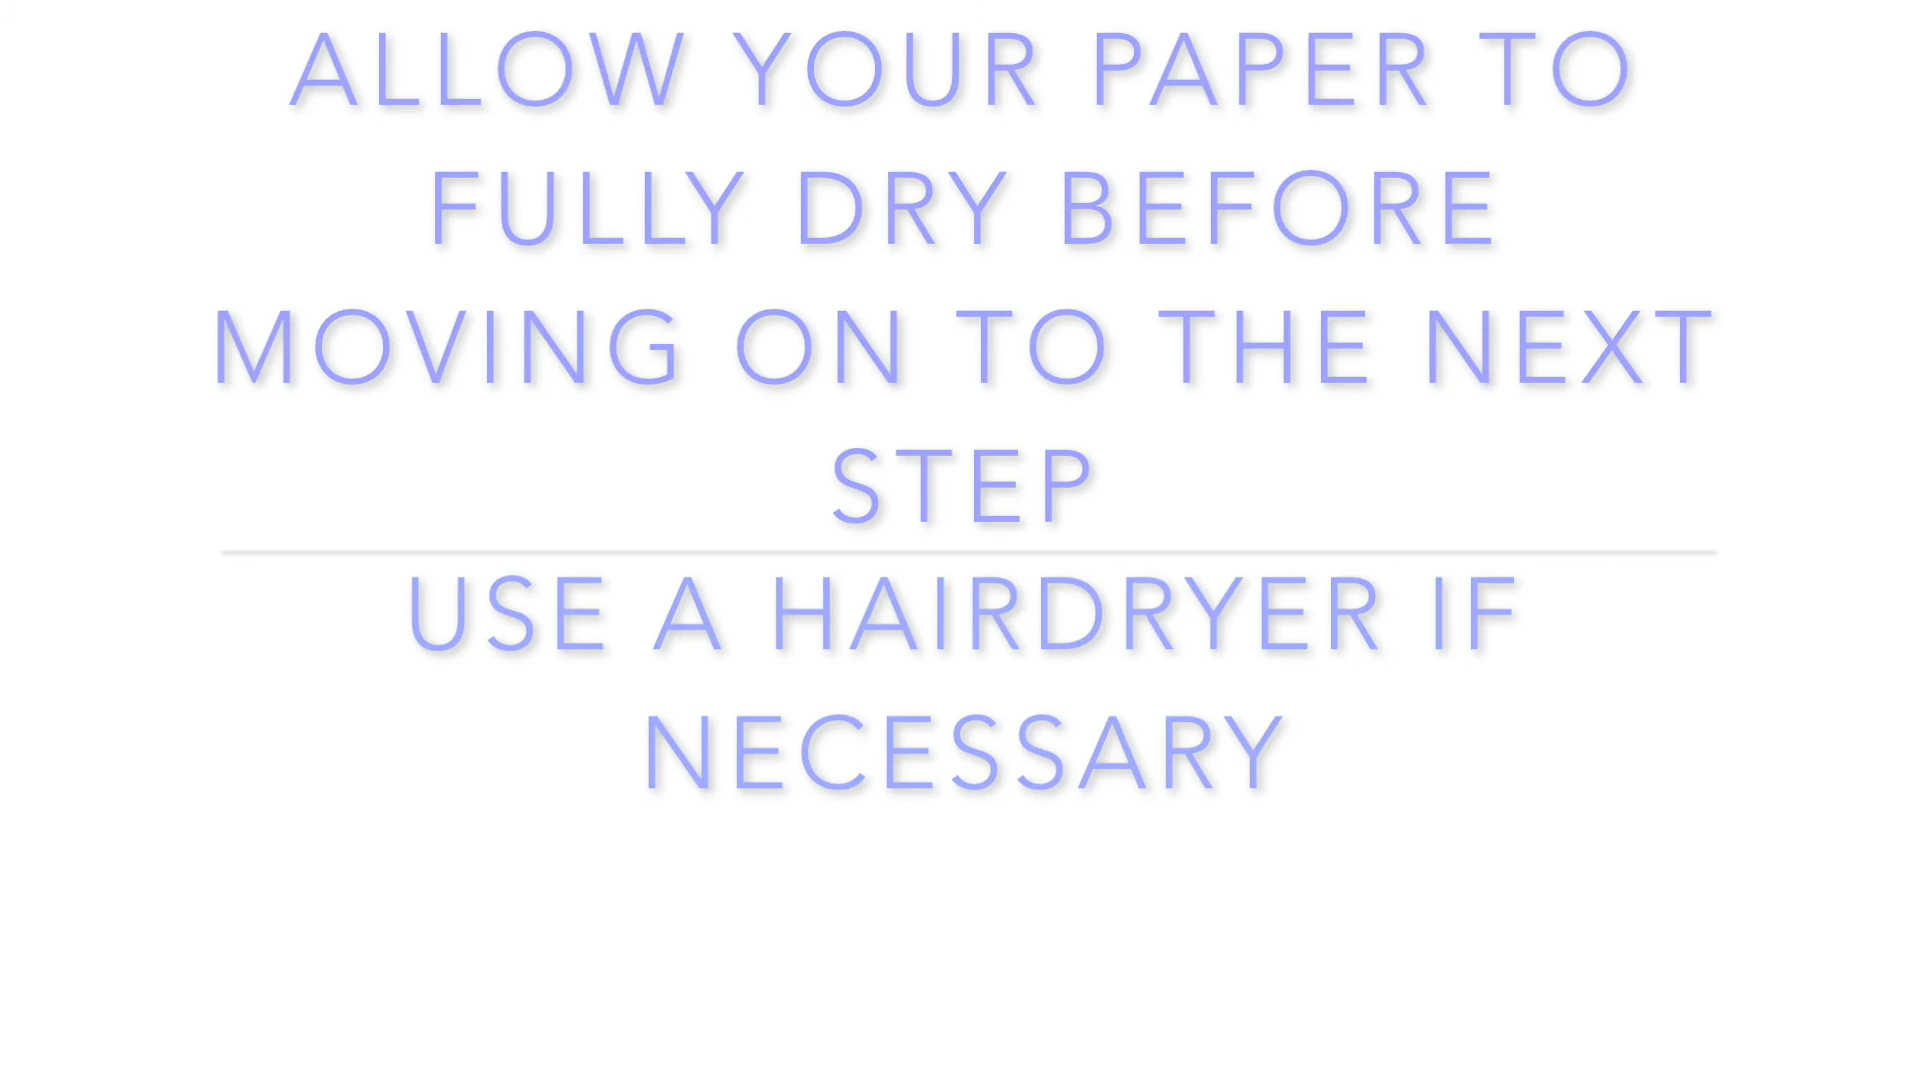 ALLOW YOUR PAPER TO
FULLY DRY BEFORE
MOVING ON TO THE NEXT
STEP
USE A HAIRDRYER IF
NECESSARY